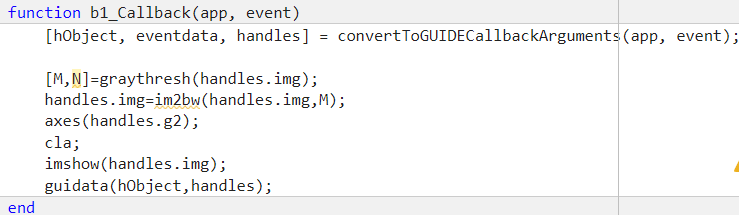 function b1_Callback(app, event)
[hObject, eventdata, handles] = convertToGUIDECallbackArguments(app, event);
[M,N]=graythresh(handles.img);
handles.img=im2bw(handles.img,M);
axes(handles.g2);
cla;
imshow(handles.img);
guidata(hObject,handles);
end